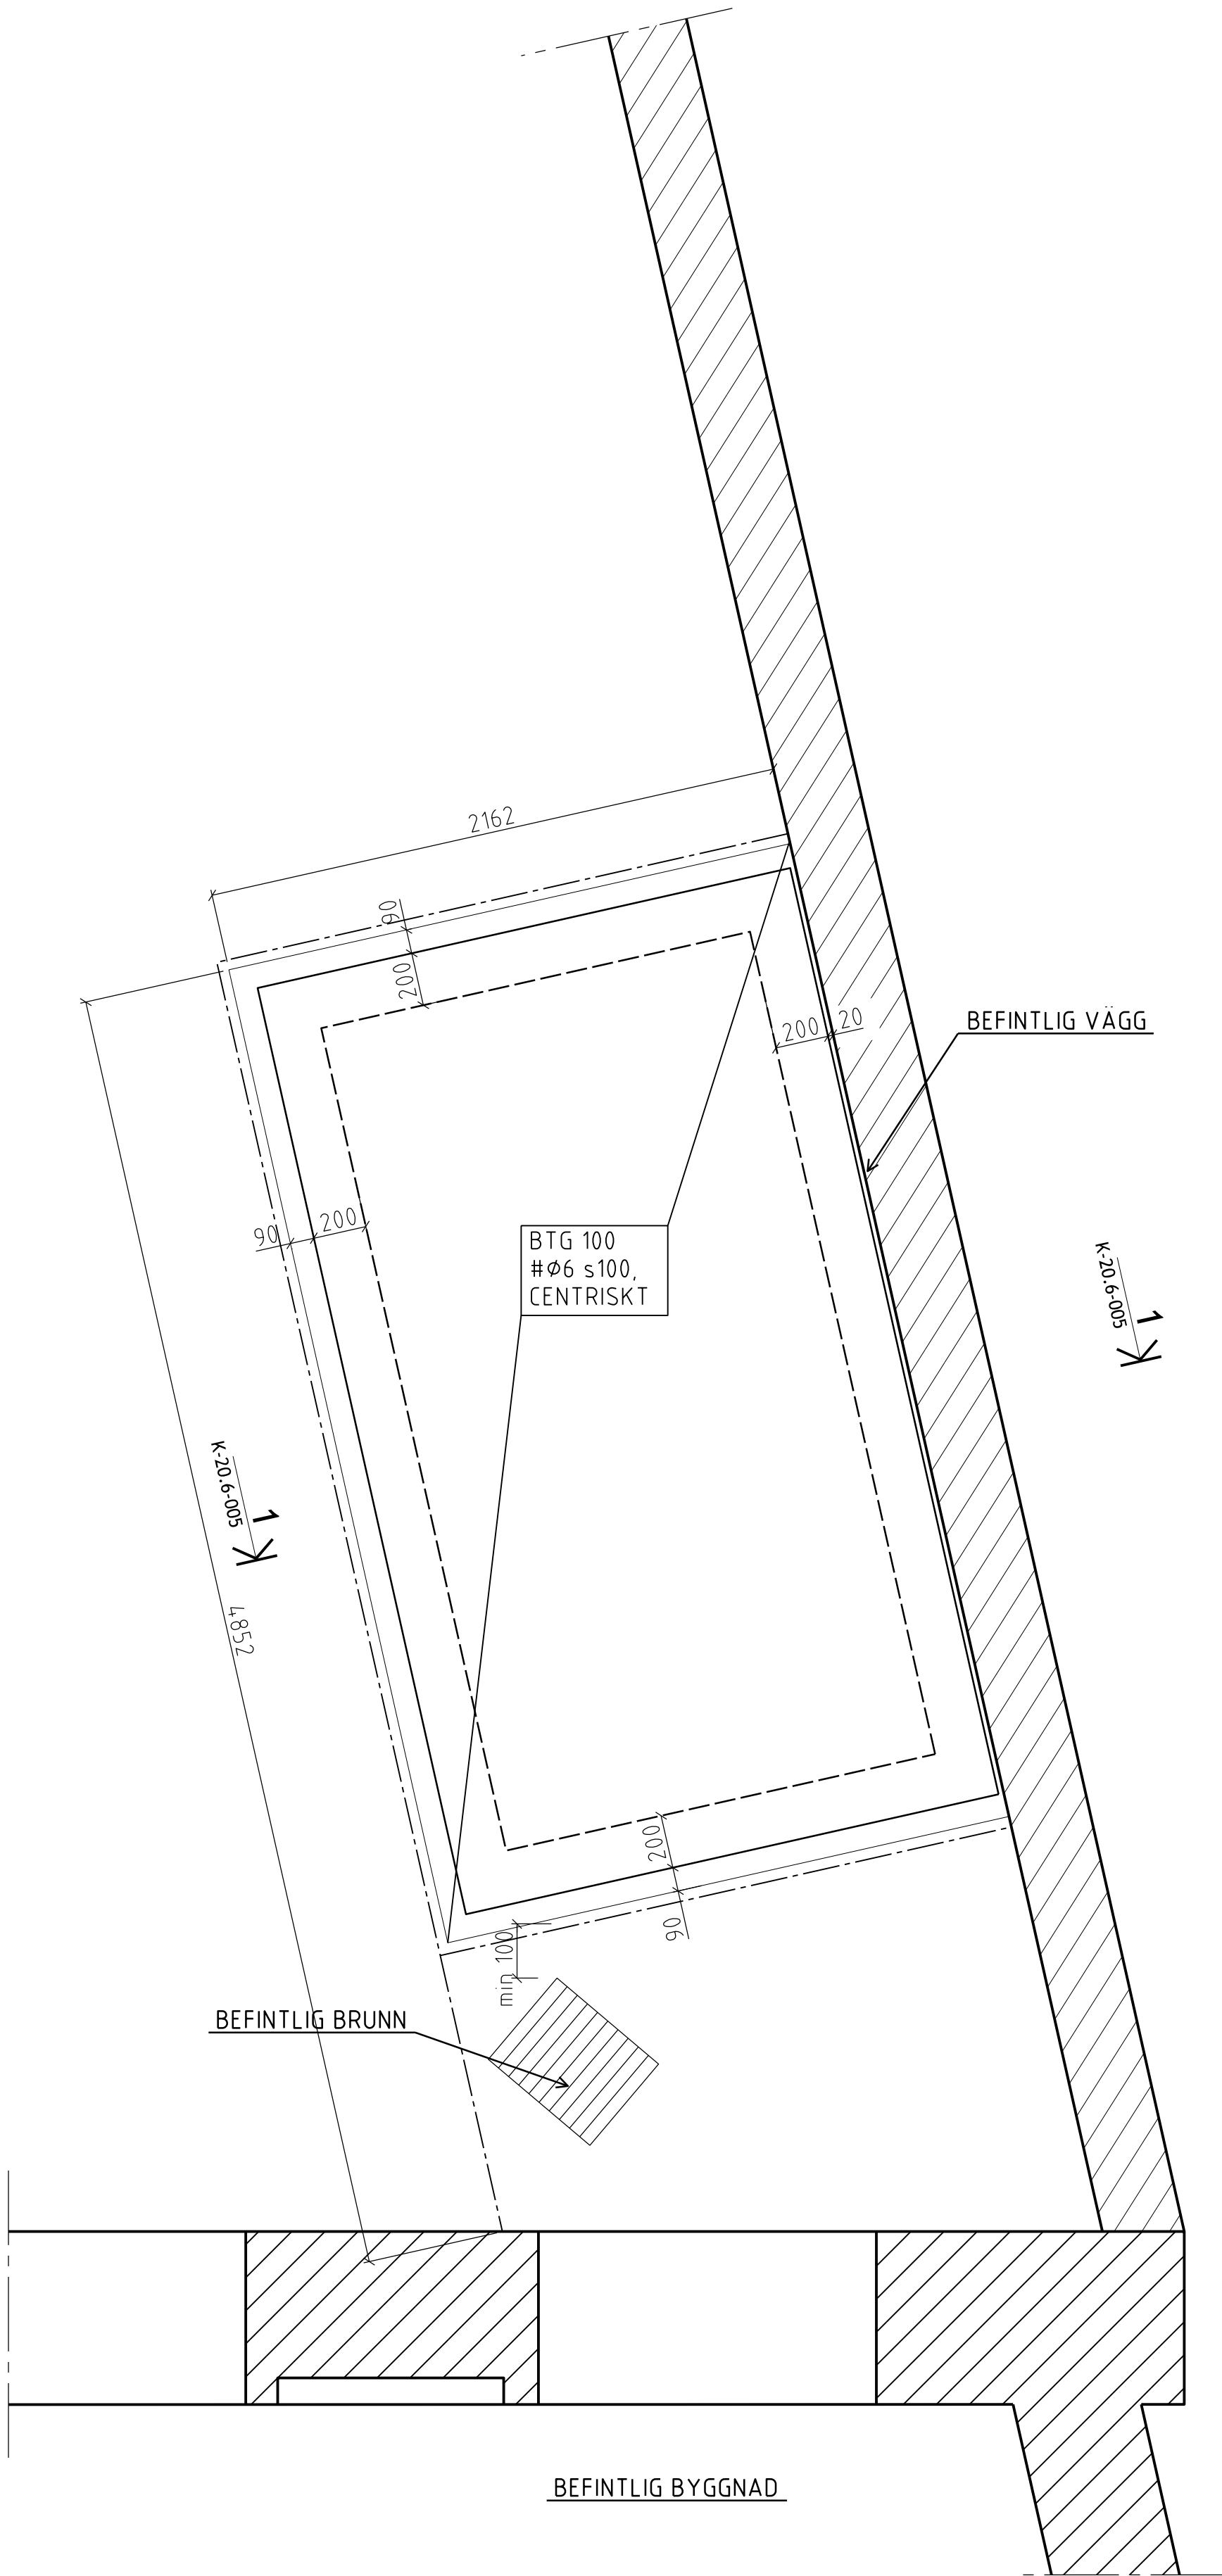 2162
90
200
200
20
BEFINTLIG VÄGG
90
200
BTG 100
#Ø6 s100,
CENTRISKT
K-20.6-005
1
K-20.6-005
1
4852
200
90
min 100
BEFINTLIG BRUNN
BEFINTLIG BYGGNAD